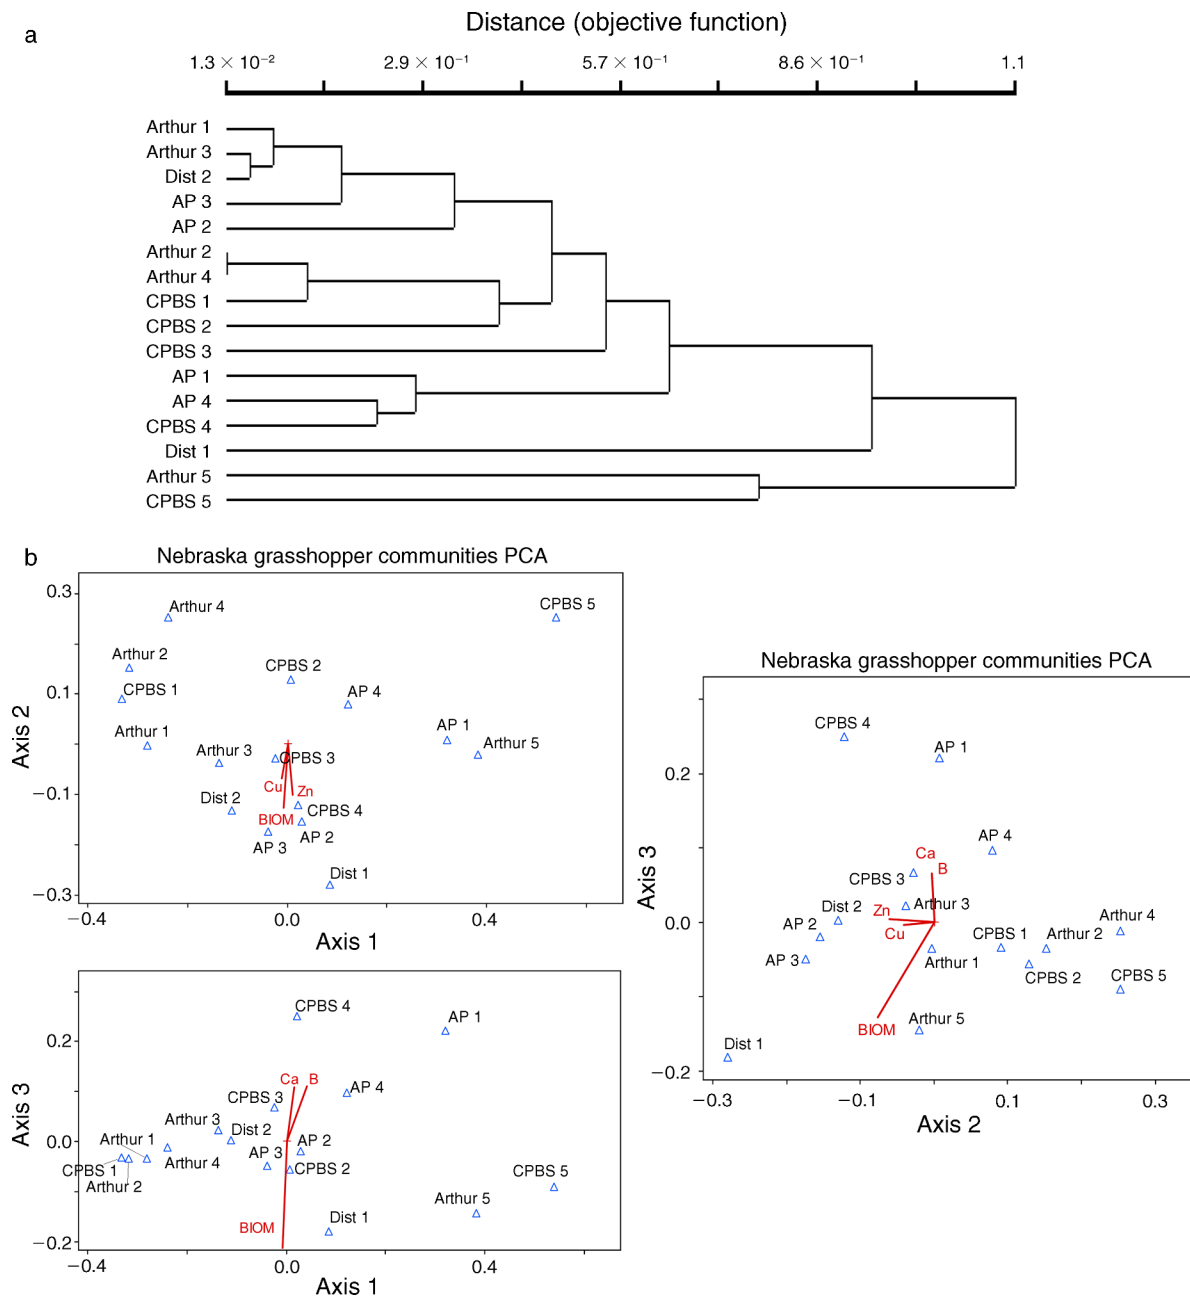 a
Distance (objective function)
1.3 × 10⁻² 2.9 × 10⁻¹ 5.7 × 10⁻¹ 8.6 × 10⁻¹ 1.1
Arthur 1
Arthur 3
Dist 2
AP 3
AP 2
Arthur 2
Arthur 4
CPBS 1
CPBS 2
CPBS 3
AP 1
AP 4
CPBS 4
Dist 1
Arthur 5
CPBS 5
b
Nebraska grasshopper communities PCA
Axis 2
0.3
0.1
−0.1
−0.3
Arthur 4
CPBS 5
Arthur 2
CPBS 2
CPBS 1
AP 4
Arthur 1
AP 1
Arthur 5
Arthur 3
CPBS 3
Cu
Zn
Dist 2
CPBS 4
BIOM
AP 2
AP 3
Dist 1
−0.4 0.0 0.4
Axis 1
Axis 3
0.2
0.0
−0.2
CPBS 4
AP 1
Ca B
AP 4
CPBS 3
Arthur 3
Dist 2
Arthur 1
AP 2
AP 3
Arthur 4
CPBS 1
CPBS 2
Arthur 2
CPBS 5
Arthur 5
Dist 1
BIOM
−0.4 0.0 0.4
Axis 1
Nebraska grasshopper communities PCA
Axis 3
0.2
0.0
−0.2
CPBS 4
AP 1
AP 4
Ca
B
CPBS 3
Arthur 3
Dist 2
Zn
Arthur 4
AP 2
Cu
CPBS 1
Arthur 2
AP 3
Arthur 1
CPBS 2
CPBS 5
Arthur 5
BIOM
Dist 1
−0.3 −0.1 0.1 0.3
Axis 2